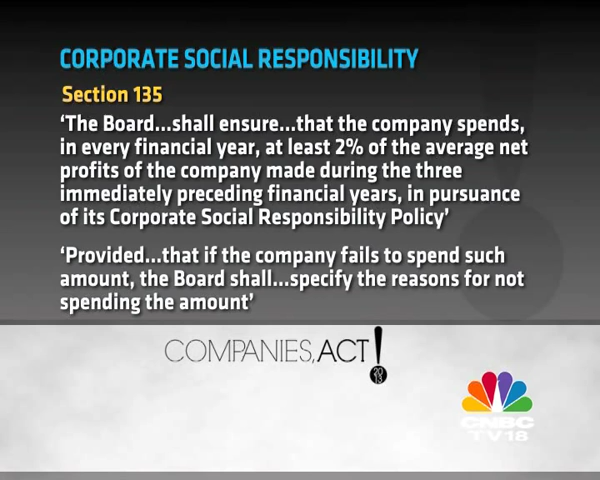 CORPORATE SOCIAL RESPONSIBILITY
Section 135
‘The Board...shall ensure...that the company spends,
in every financial year, at least 2% of the average net
profits of the company made during the three
immediately preceding financial years, in pursuance
of its Corporate Social Responsibility Policy’
‘Provided...that if the company fails to spend such
amount, the Board shall...specify the reasons for not
spending the amount’
COMPANIES,ACT!
2013
CNBC
TV18